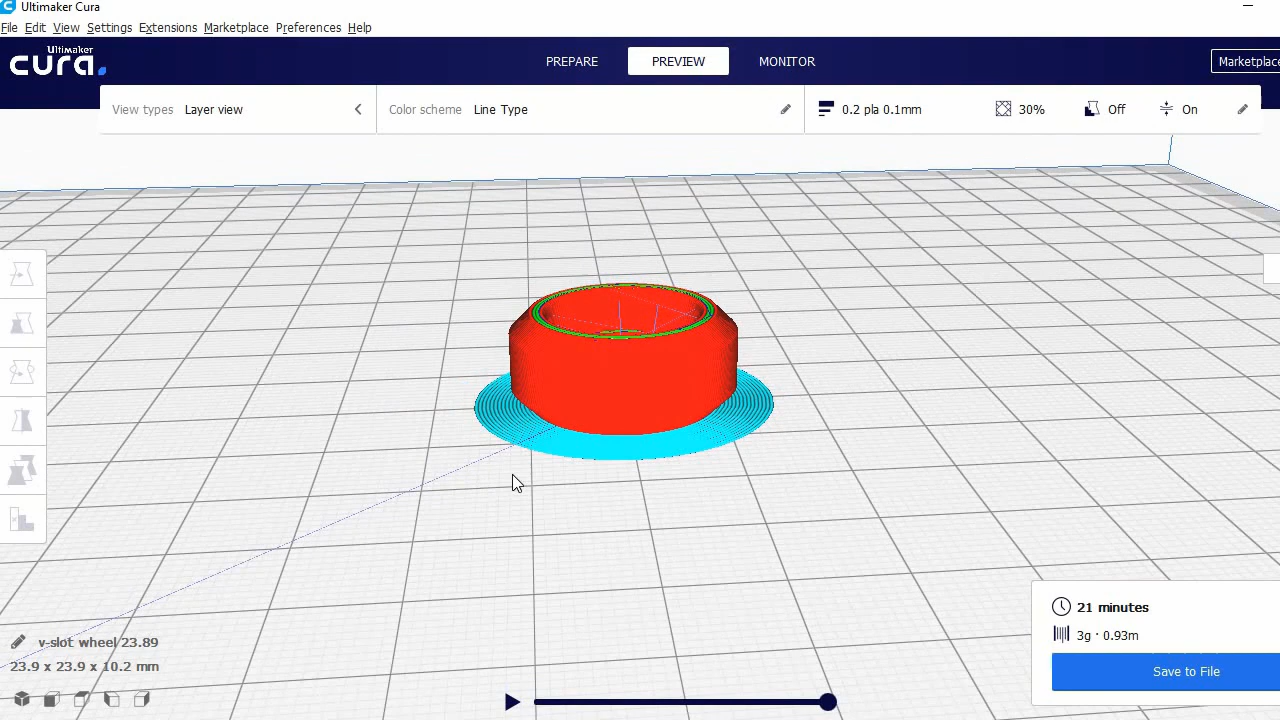 Ultimaker Cura
File Edit View Settings Extensions Marketplace Preferences Help
Ultimaker
cura.
PREPARE PREVIEW MONITOR
Marketplace
View types Layer view
Color scheme Line Type
0.2 pla 0.1mm 30% Off On
21 minutes
3g · 0.93m
Save to File
v-slot wheel 23.89
23.9 x 23.9 x 10.2 mm